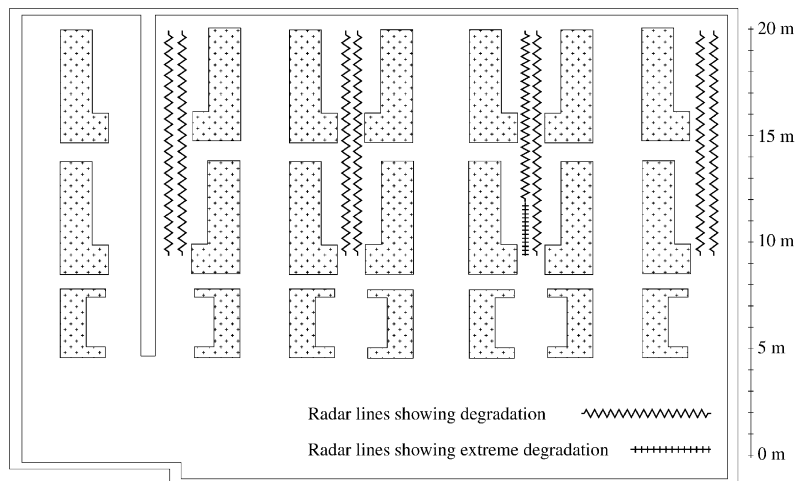 20 m
15 m
10 m
5 m
Radar lines showing degradation
Radar lines showing extreme degradation
0 m